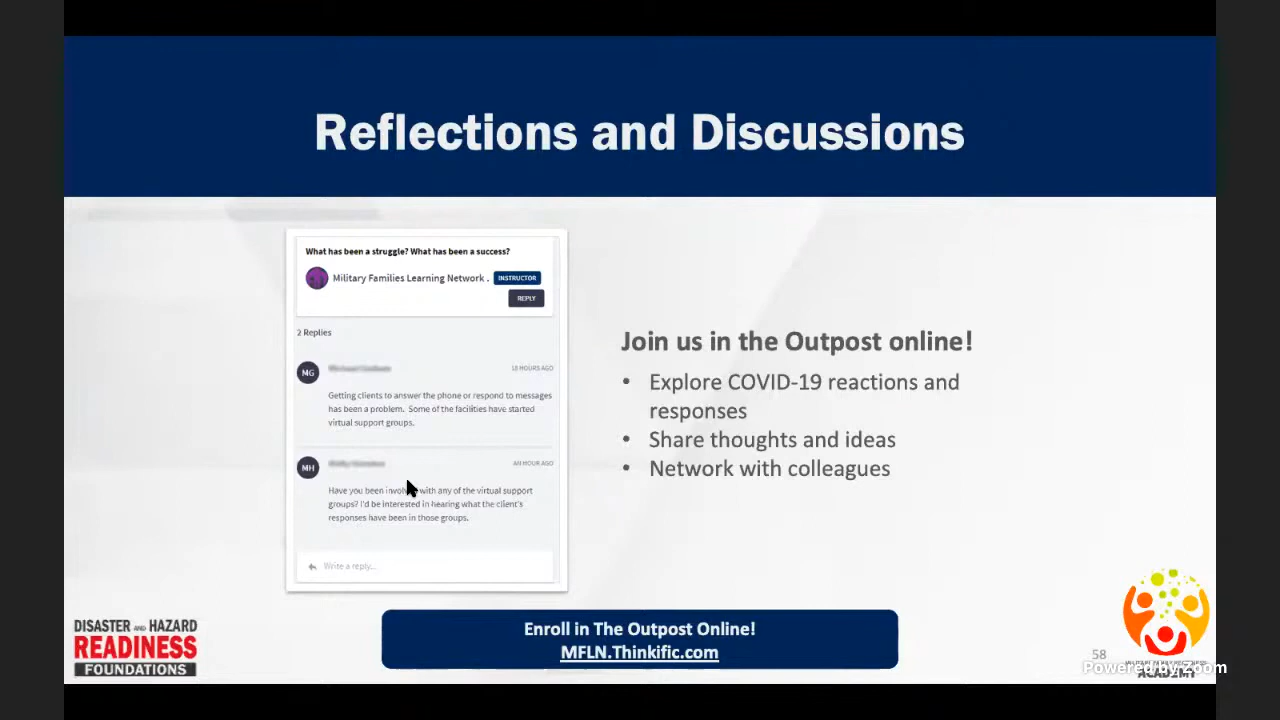 Reflections and Discussions
What has been a struggle? What has been a success?
Military Families Learning Network .
INSTRUCTOR
REPLY
2 Replies
MG
18 HOURS AGO
Getting clients to answer the phone or respond to messages
has been a problem. Some of the facilities have started
virtual support groups.
MH
AN HOUR AGO
Have you been with any of the virtual support
groups? I'd be interested in hearing what the client's
responses have been in those groups.
Write a reply...
Join us in the Outpost online!
• Explore COVID-19 reactions and
responses
• Share thoughts and ideas
• Network with colleagues
Enroll in The Outpost Online!
MFLN.Thinkific.com
DISASTER AND HAZARD
READINESS
FOUNDATIONS
58
Powered by Zoom
ACADEMY